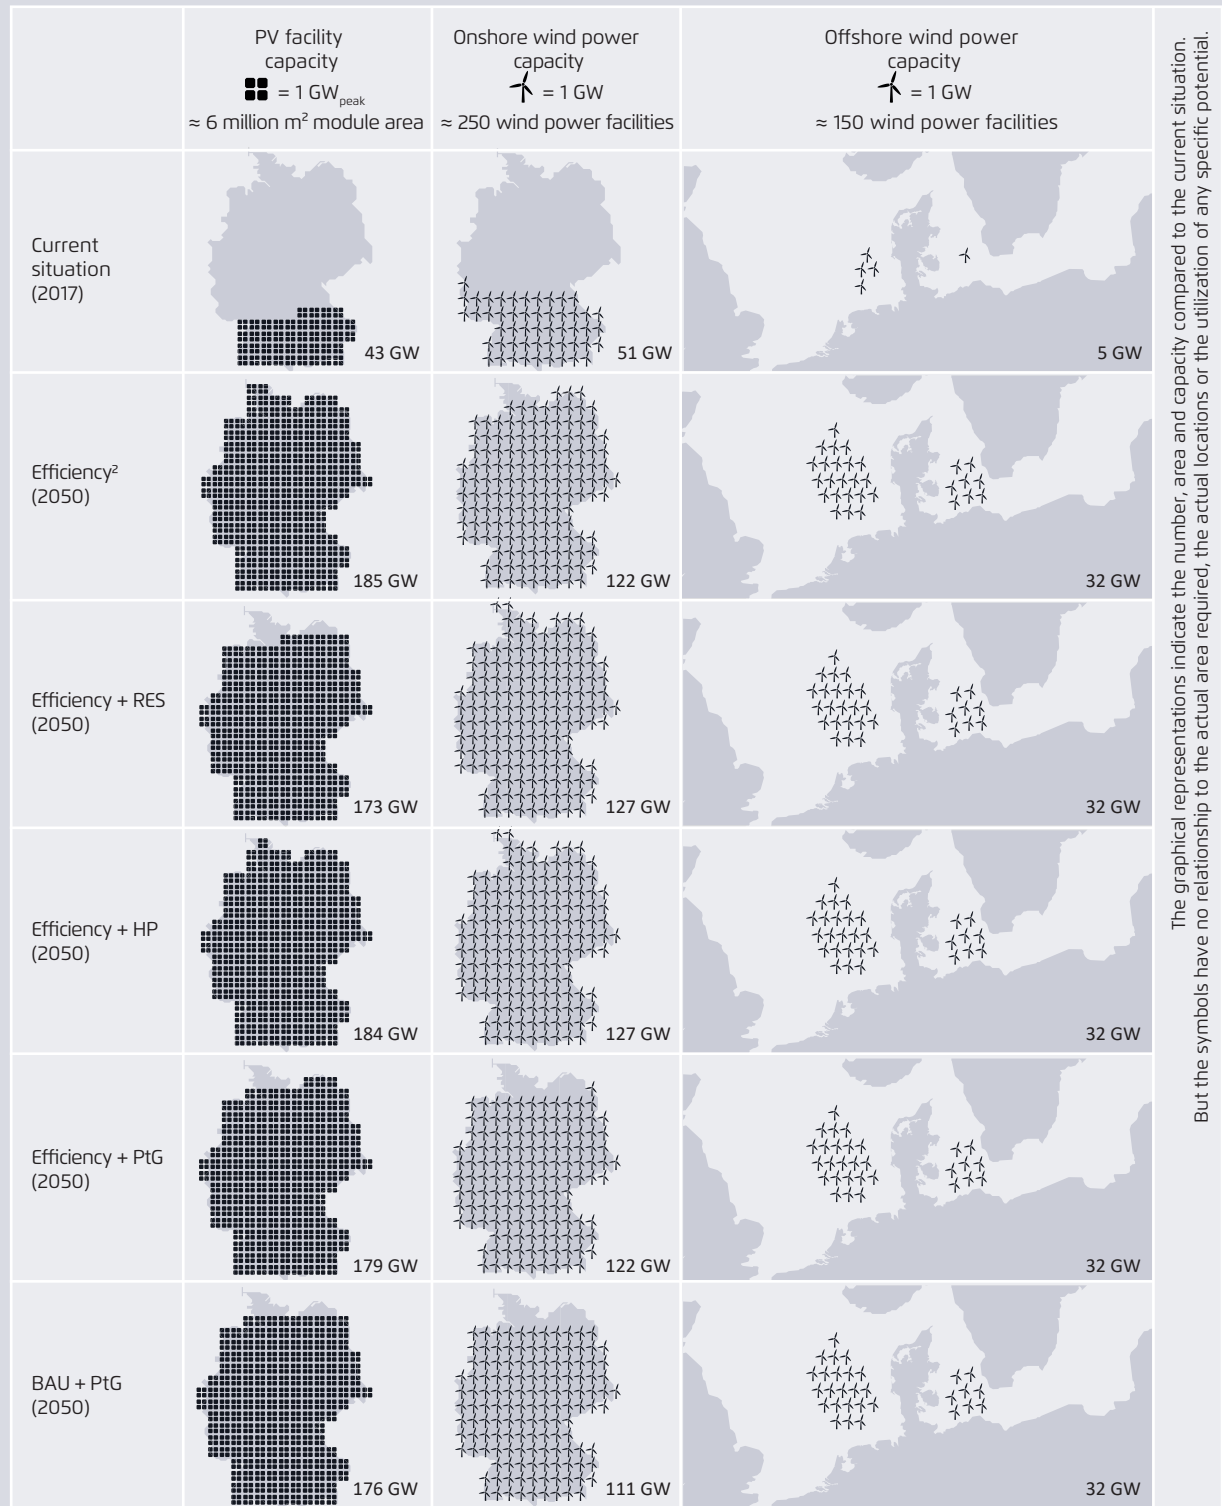 PV facility
capacity
= 1 GWpeak
≈ 6 million m² module area
Onshore wind power
capacity
= 1 GW
≈ 250 wind power facilities
Offshore wind power
capacity
= 1 GW
≈ 150 wind power facilities
Current
situation
(2017)
43 GW
51 GW
5 GW
Efficiency²
(2050)
185 GW
122 GW
32 GW
Efficiency + RES
(2050)
173 GW
127 GW
32 GW
Efficiency + HP
(2050)
184 GW
127 GW
32 GW
Efficiency + PtG
(2050)
179 GW
122 GW
32 GW
BAU + PtG
(2050)
176 GW
111 GW
32 GW
The graphical representations indicate the number, area and capacity compared to the current situation.
But the symbols have no relationship to the actual area required, the actual locations or the utilization of any specific potential.